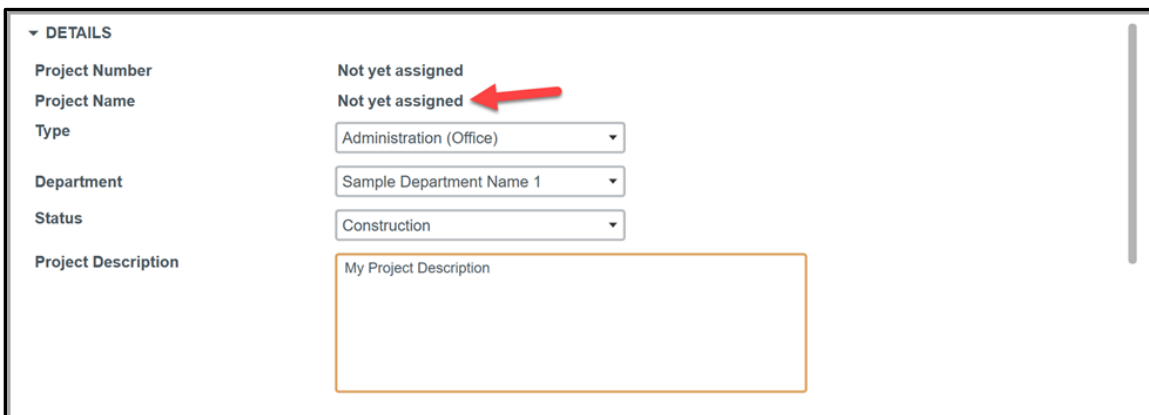 DETAILS
Project Number Not yet assigned
Project Name Not yet assigned
Type Administration (Office)
Department Sample Department Name 1
Status Construction
Project Description My Project Description